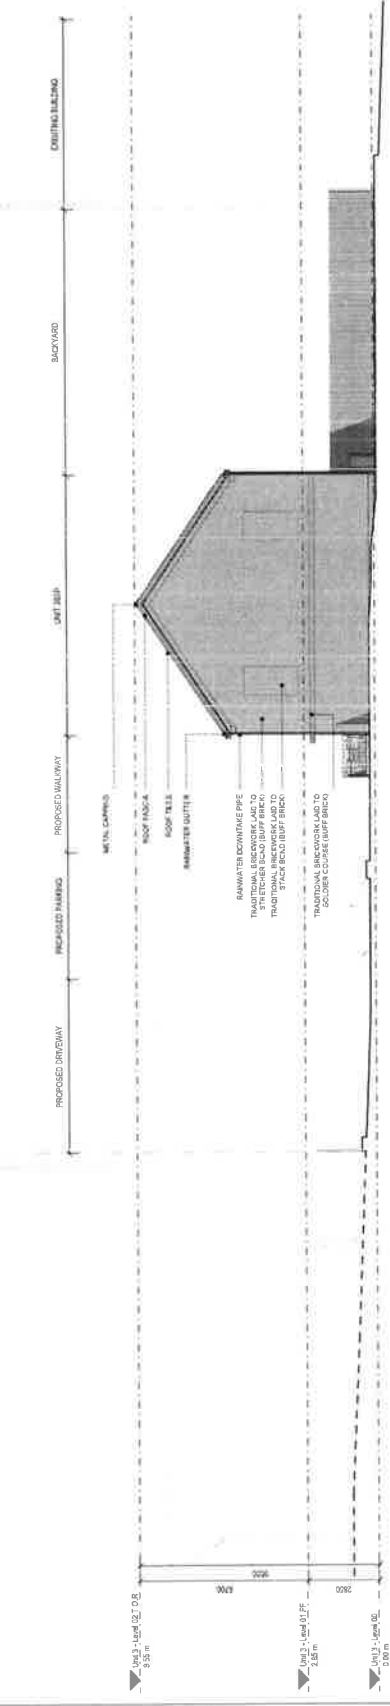 EXISTING BUILDING
BACKYARD
UNIT 3
PROPOSED WALKWAY
PROPOSED PARKING
PROPOSED DRIVEWAY
METAL CAPPING
ROOF FASCIA
ROOF TILES
RAINWATER GUTTER
RAINWATER DOWNTAKE PIPE
TRADITIONAL BRICKWORK LAID TO
STRETCHER BOND (BUFF BRICK)
TRADITIONAL BRICKWORK LAID TO
STACK BOND (BUFF BRICK)
TRADITIONAL BRICKWORK LAID TO
SOLDIER COURSE (BUFF BRICK)
9550
6700
2850
Unit 3 - Level 02 T.O.R
9.55 m
Unit 3 - Level 01 FF
2.85 m
Unit 3 - Level 00
0.00 m